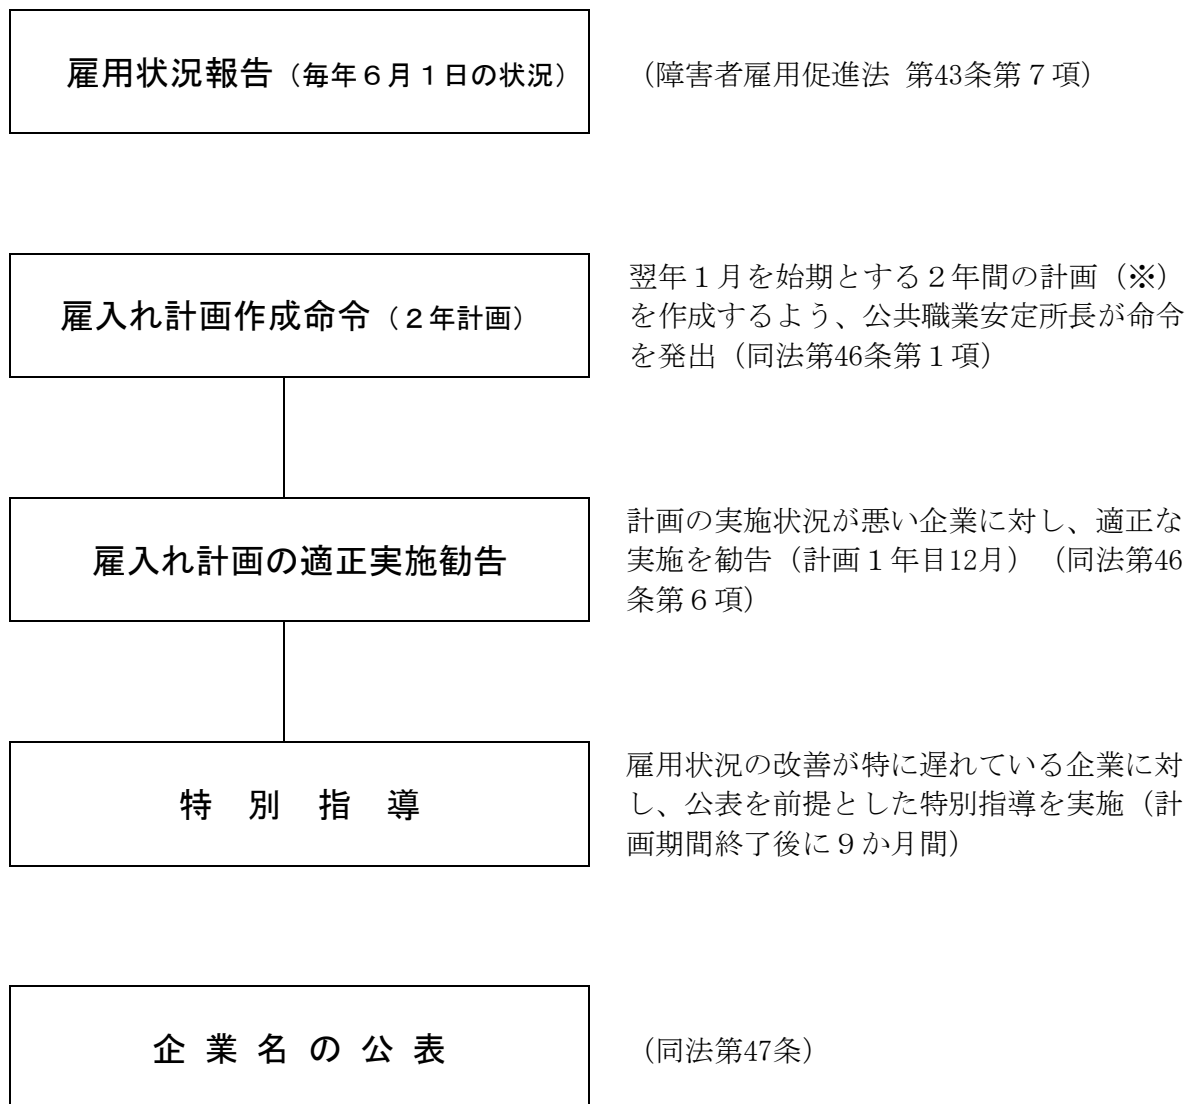 雇用状況報告（毎年６月１日の状況）
（障害者雇用促進法 第43条第７項）
雇入れ計画作成命令（２年計画）
翌年１月を始期とする２年間の計画（※）
を作成するよう、公共職業安定所長が命令
を発出（同法第46条第１項）
雇入れ計画の適正実施勧告
計画の実施状況が悪い企業に対し、適正な
実施を勧告（計画１年目12月）（同法第46
条第６項）
特 別 指 導
雇用状況の改善が特に遅れている企業に対
し、公表を前提とした特別指導を実施（計
画期間終了後に９か月間）
企 業 名 の 公 表
（同法第47条）